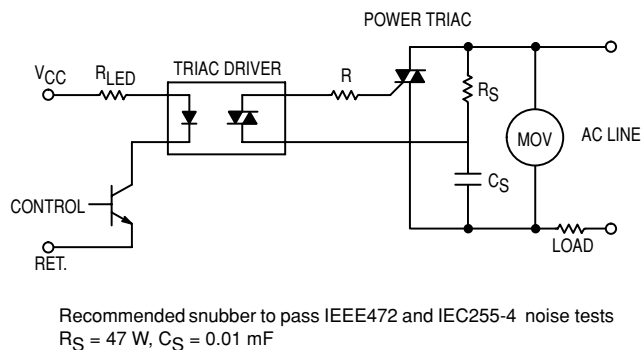 POWER TRIAC
VCC
RLED
TRIAC DRIVER
R
RS
MOV
AC LINE
CS
CONTROL
LOAD
RET.
Recommended snubber to pass IEEE472 and IEC255-4 noise tests
RS = 47 W, CS = 0.01 mF